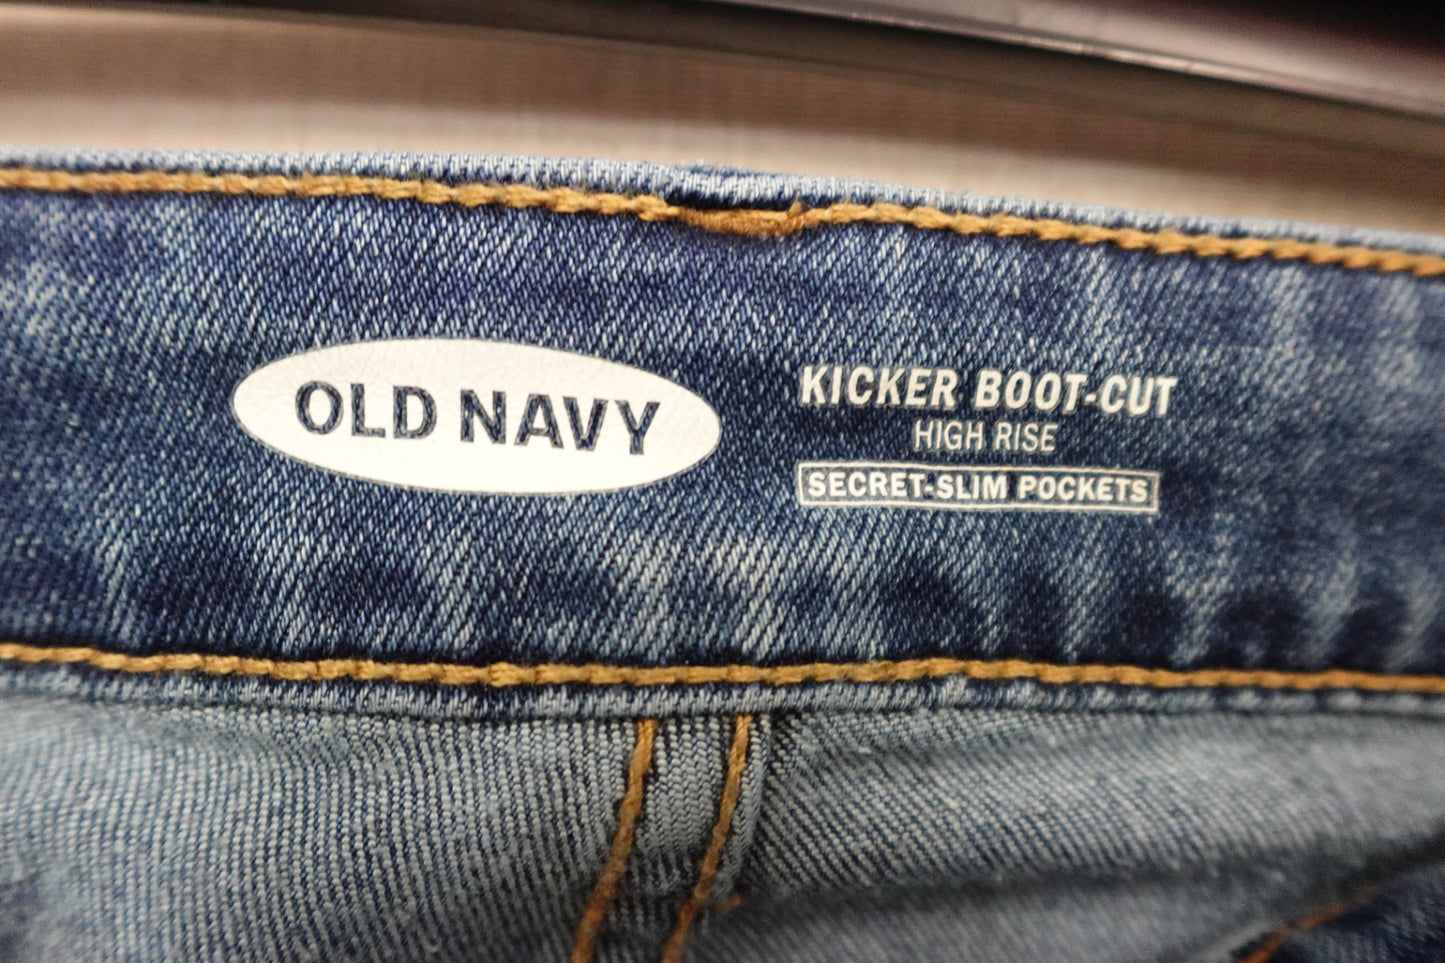 OLD NAVY
KICKER BOOT-CUT
HIGH RISE
SECRET-SLIM POCKETS